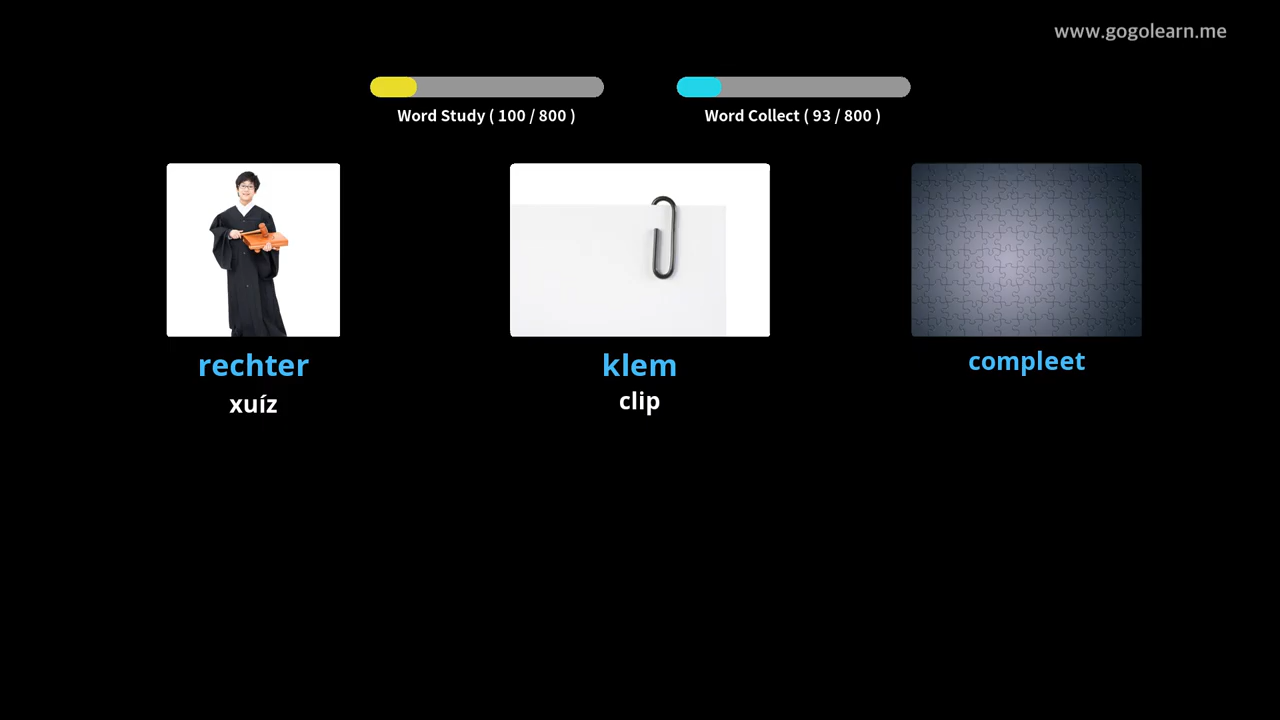 www.gogolearn.me
Word Study ( 100 / 800 )
Word Collect ( 93 / 800 )
rechter
xuíz
klem
clip
compleet